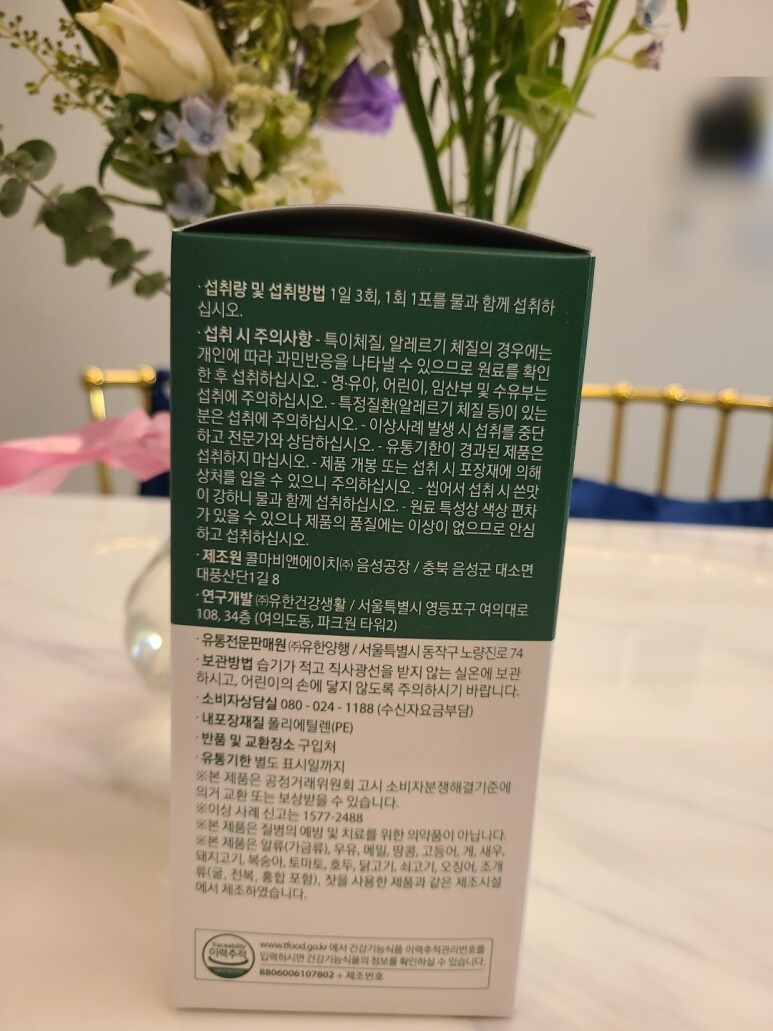 · 섭취량 및 섭취방법 1일 3회, 1회 1포를 물과 함께 섭취하
십시오.
· 섭취 시 주의사항 - 특이체질, 알레르기 체질의 경우에는
개인에 따라 과민반응을 나타낼 수 있으므로 원료를 확인
한 후 섭취하십시오. - 영·유아, 어린이, 임산부 및 수유부는
섭취에 주의하십시오. - 특정질환(알레르기 체질 등)이 있는
분은 섭취에 주의하십시오. - 이상사례 발생 시 섭취를 중단
하고 전문가와 상담하십시오. - 유통기한이 경과된 제품은
섭취하지 마십시오. - 제품 개봉 또는 섭취 시 포장재에 의해
상처를 입을 수 있으니 주의하십시오. - 씹어서 섭취 시 쓴맛
이 강하니 물과 함께 섭취하십시오. - 원료 특성상 색상 편차
가 있을 수 있으나 제품의 품질에는 이상이 없으므로 안심
하고 섭취하십시오.
· 제조원 콜마비앤에이치㈜ 음성공장 / 충북 음성군 대소면
대풍산단1길 8
· 연구개발 ㈜유한건강생활 / 서울특별시 영등포구 여의대로
108, 34층 (여의도동, 파크원 타워2)
· 유통전문판매원 ㈜유한양행 / 서울특별시 동작구 노량진로 74
· 보관방법 습기가 적고 직사광선을 받지 않는 실온에 보관
하시고, 어린이의 손에 닿지 않도록 주의하시기 바랍니다.
· 소비자상담실 080 - 024 - 1188 (수신자요금부담)
· 내포장재질 폴리에틸렌(PE)
· 반품 및 교환장소 구입처
· 유통기한 별도 표시일까지
※본 제품은 공정거래위원회 고시 소비자분쟁해결기준에
의거 교환 또는 보상받을 수 있습니다.
※이상 사례 신고는 1577-2488
※본 제품은 질병의 예방 및 치료를 위한 의약품이 아닙니다.
※본 제품은 알류(가금류), 우유, 메밀, 땅콩, 고등어, 게, 새우,
돼지고기, 복숭아, 토마토, 호두, 닭고기, 쇠고기, 오징어, 조개
류(굴, 전복, 홍합 포함), 잣을 사용한 제품과 같은 제조시설
에서 제조하였습니다.
Traceability
이력추적
www.tfood.go.kr 에서 건강기능식품 이력추적관리번호를
입력하시면 건강기능식품의 정보를 확인하실 수 있습니다.
8806006107802 + 제조번호